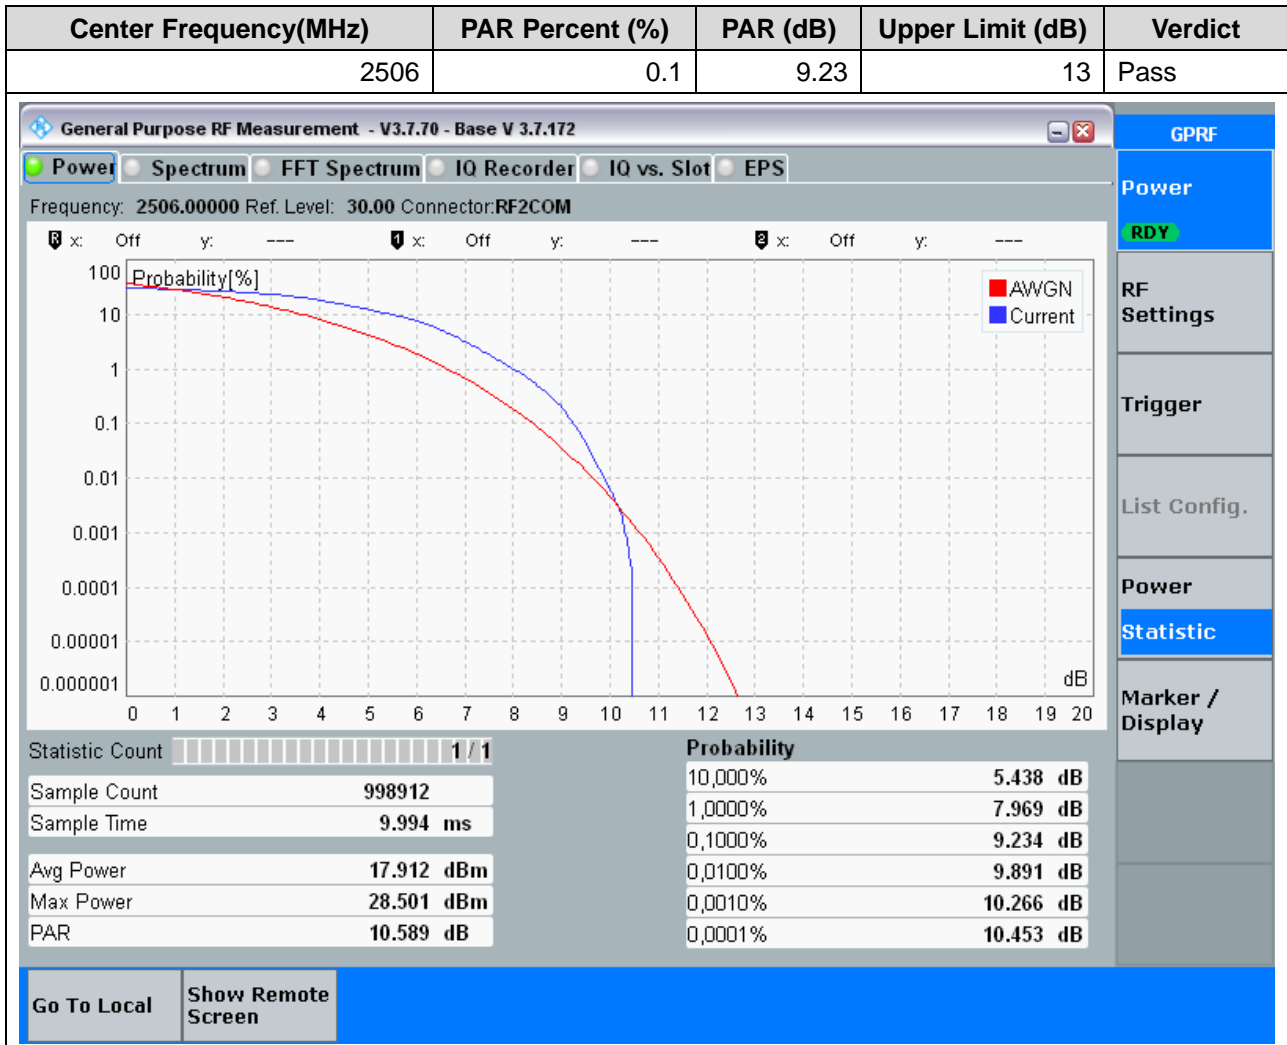 Center Frequency(MHz) PAR Percent (%) PAR (dB) Upper Limit (dB) Verdict
2506 0.1 9.23 13 Pass
General Purpose RF Measurement - V3.7.70 - Base V 3.7.172
GPRF
Power Spectrum FFT Spectrum IQ Recorder IQ vs. Slot EPS
Power
RDY
Frequency: 2506.00000 Ref. Level: 30.00 Connector:RF2COM
R x: Off y: --- 1 x: Off y: --- 2 x: Off y: ---
Probability[%]
AWGN
Current
100
10
1
0.1
0.01
0.001
0.0001
0.00001
0.000001
dB
0 1 2 3 4 5 6 7 8 9 10 11 12 13 14 15 16 17 18 19 20
RF
Settings
Trigger
List Config.
Power
Statistic
Marker /
Display
Statistic Count 1 / 1
Sample Count 998912
Sample Time 9.994 ms
Avg Power 17.912 dBm
Max Power 28.501 dBm
PAR 10.589 dB
Probability
10,000% 5.438 dB
1,0000% 7.969 dB
0,1000% 9.234 dB
0,0100% 9.891 dB
0,0010% 10.266 dB
0,0001% 10.453 dB
Go To Local
Show Remote
Screen